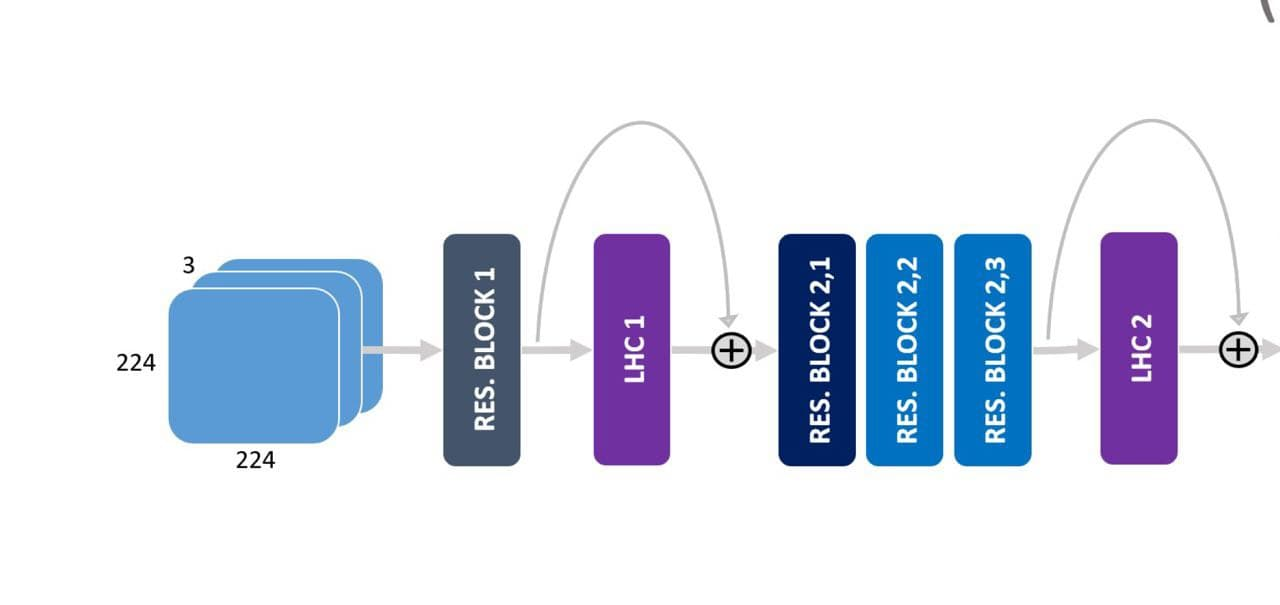 3
224
224
RES. BLOCK 1
LHC 1
RES. BLOCK 2,1
RES. BLOCK 2,2
RES. BLOCK 2,3
LHC 2